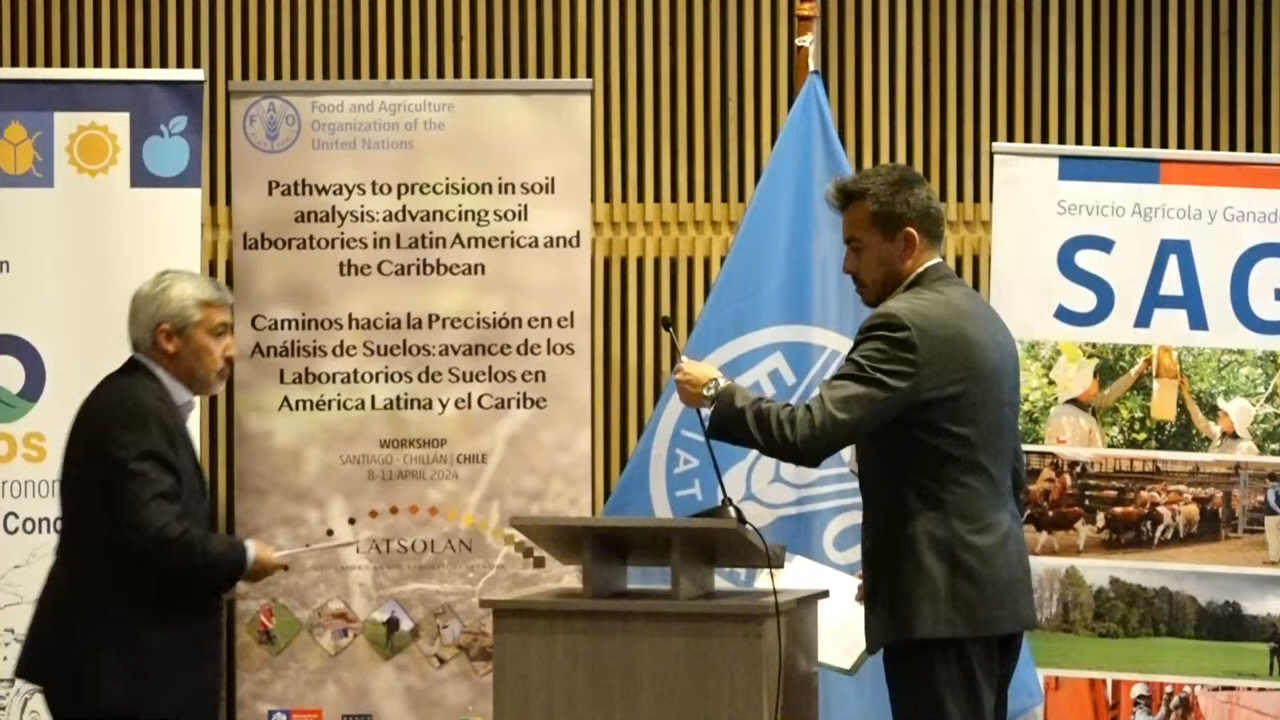 F A O
Food and Agriculture
Organization of the
United Nations
Pathways to precision in soil
analysis: advancing soil
laboratories in Latin America and
the Caribbean
Caminos hacia la Precisión en el
Análisis de Suelos: avance de los
Laboratorios de Suelos en
América Latina y el Caribe
WORKSHOP
SANTIAGO - CHILLÁN | CHILE
8-11 APRIL 2024
LATSOLAN
FIAT
Servicio Agrícola y
SAG